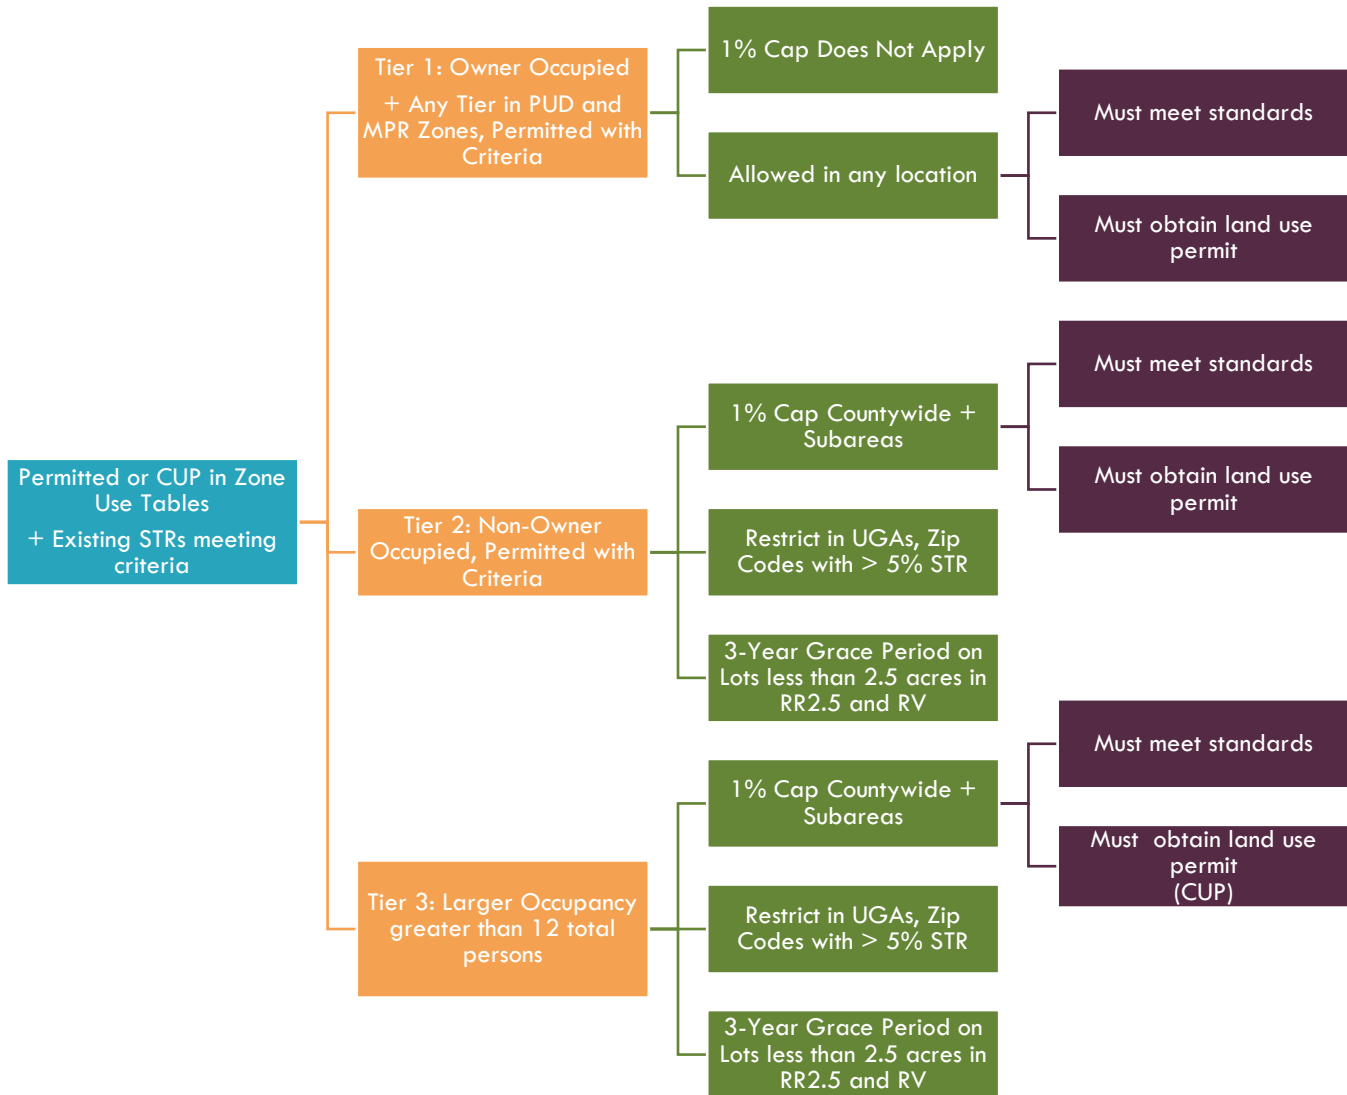 Permitted or CUP in Zone
Use Tables
+ Existing STRs meeting
criteria
Tier 1: Owner Occupied
+ Any Tier in PUD and
MPR Zones, Permitted with
Criteria
1% Cap Does Not Apply
Allowed in any location
Must meet standards
Must obtain land use
permit
Tier 2: Non-Owner
Occupied, Permitted with
Criteria
1% Cap Countywide +
Subareas
Must meet standards
Must obtain land use
permit
Restrict in UGAs, Zip
Codes with > 5% STR
3-Year Grace Period on
Lots less than 2.5 acres in
RR2.5 and RV
Tier 3: Larger Occupancy
greater than 12 total
persons
1% Cap Countywide +
Subareas
Must meet standards
Must obtain land use
permit
(CUP)
Restrict in UGAs, Zip
Codes with > 5% STR
3-Year Grace Period on
Lots less than 2.5 acres in
RR2.5 and RV